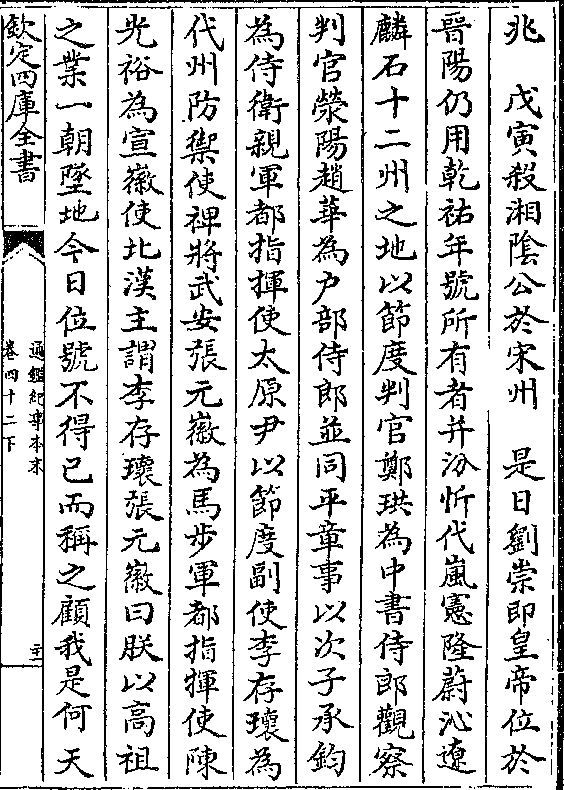 兆　戊寅殺湘隂公於宋州　是日劉崇即皇帝位於
晉陽仍用乾祐年號所有者并汾忻代嵐憲隆蔚沁遼
麟石十二州之地以節度判官鄭珙為中書侍郎觀察
判官滎陽趙華為户部侍郎並同平章事以次子承鈞
為侍衛親軍都指揮使太原尹以節度副使李存瓌為
代州防禦使裨將武安張元徽為馬步軍都指揮使陳
光裕為宣徽使北漢主謂李存瓌張元徽曰朕以高祖
之業一朝墜地今日位號不得已而稱之顧我是何天
欽定四庫全書
通鑑紀事本末
卷四十二下